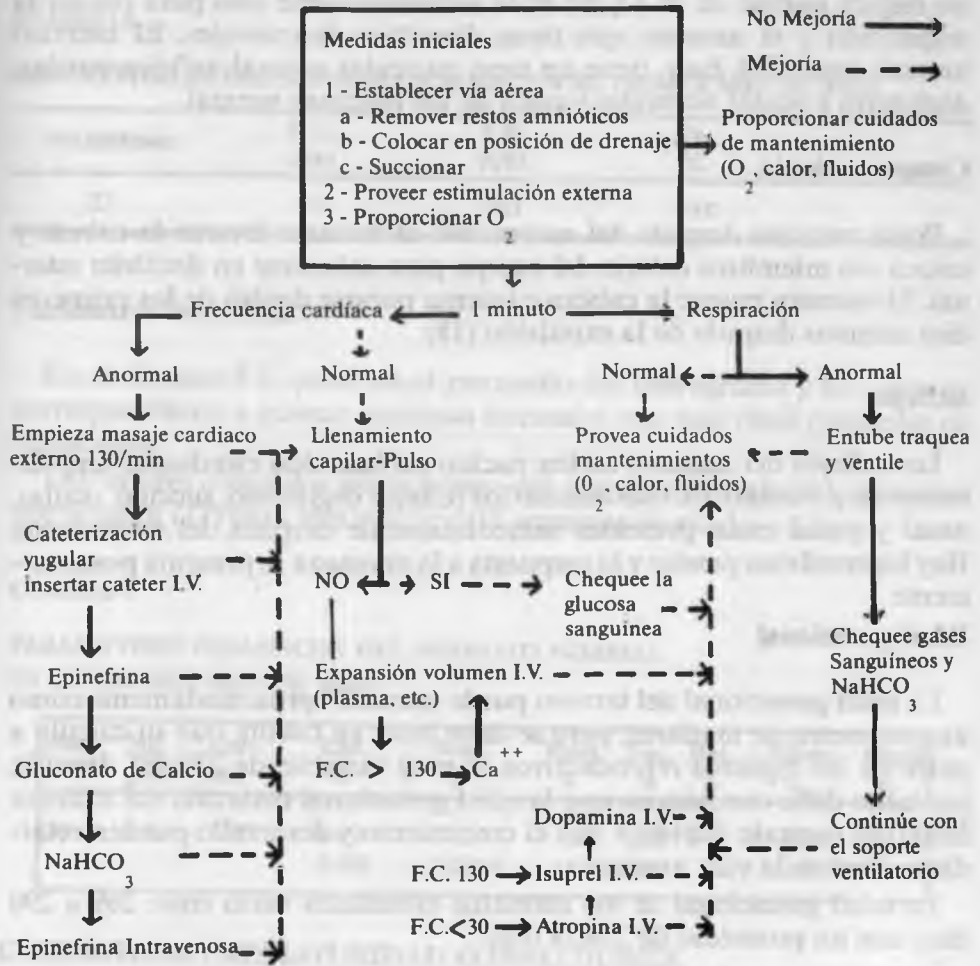 No Mejoría
Mejoría
Medidas iniciales
1 - Establecer vía aérea
a - Remover restos amnióticos
b - Colocar en posición de drenaje
c - Succionar
2 - Proveer estimulación externa
3 - Proporcionar O2
Proporcionar cuidados
de mantenimiento
(O2, calor, fluidos)
Frecuencia cardíaca
1 minuto
Respiración
Anormal
Normal
Normal
Anormal
Empieza masaje cardiaco
externo 130/min
Llenamiento
capilar-Pulso
Provea cuidados
mantenimientos
(02, calor, fluidos)
Entube traquea
y ventile
Cateterización
yugular
insertar cateter I.V.
NO
SI
Chequee la
glucosa
sanguínea
Epinefrina
Expansión volumen I.V.
(plasma, etc.)
Chequee gases
Sanguíneos y
NaHCO3
Gluconato de Calcio
F.C. > 130
Ca++
Dopamina I.V.
Continúe con
el soporte
ventilatorio
NaHCO3
F.C. 130
Isuprel I.V.
F.C.<30
Atropina I.V.
Epinefrina Intravenosa